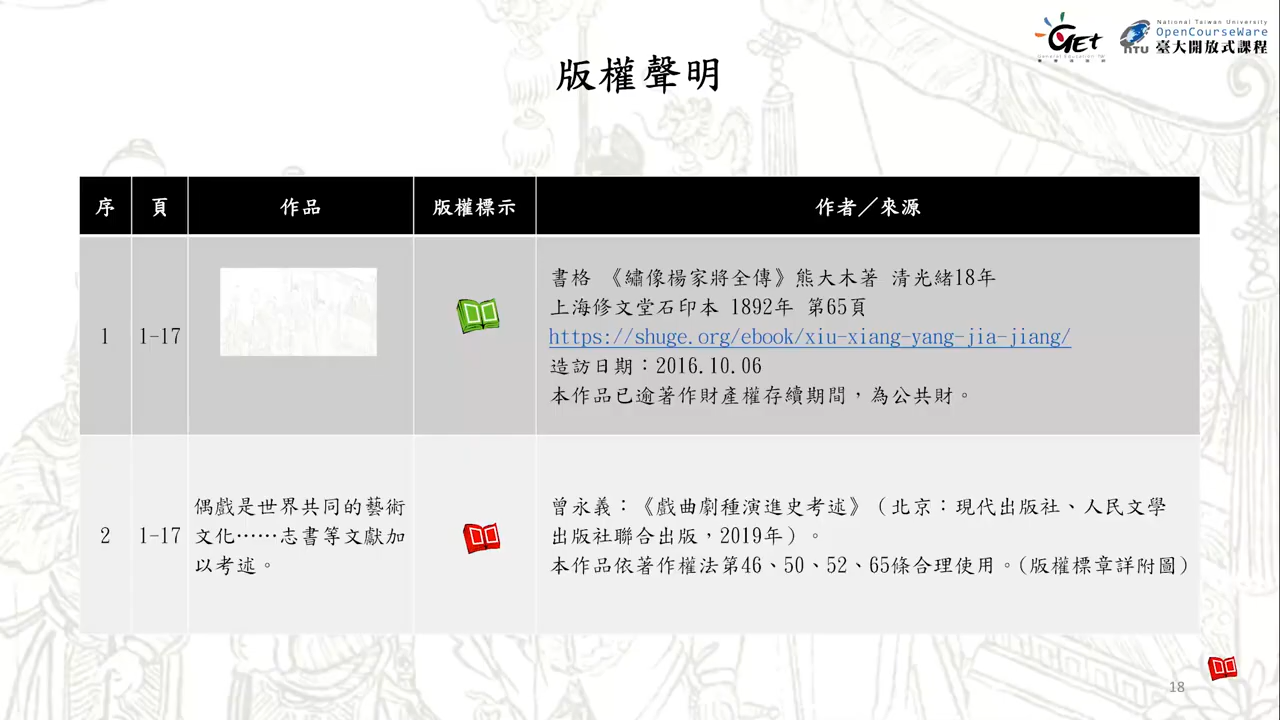 GET
National Taiwan University
OpenCourseWare
NTU
臺大開放式課程
版權聲明
序 頁 作品 版權標示 作者／來源
1 1-17
書格 《繡像楊家將全傳》熊大木著 清光緒18年
上海修文堂石印本 1892年 第65頁
https://shuge.org/ebook/xiu-xiang-yang-jia-jiang/
造訪日期：2016.10.06
本作品已逾著作財產權存續期間，為公共財。
2 1-17
偶戲是世界共同的藝術
文化……志書等文獻加
以考述。
曾永義：《戲曲劇種演進史考述》（北京：現代出版社、人民文學
出版社聯合出版，2019年）。
本作品依著作權法第46、50、52、65條合理使用。(版權標章詳附圖)
18